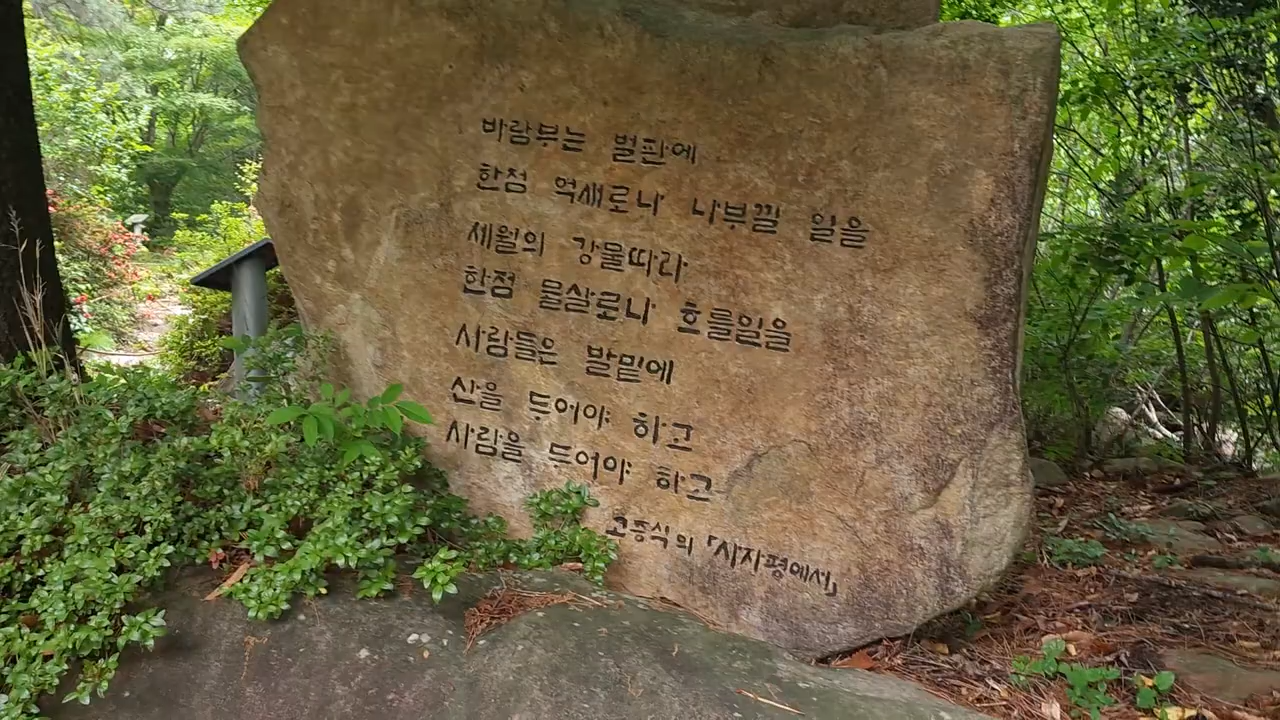 바람부는 벌판에
한점 억새로나 나부낄 일을
세월의 강물따라
한점 물살로나 흐를일을
사람들은 발밑에
산을 두어야 하고
사람을 두어야 하고
고증식의 「사자평에서」